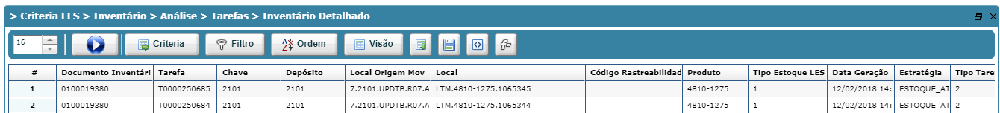 > Criteria LES > Inventário > Análise > Tarefas > Inventário Detalhado
16 Criteria Filtro Ordem Visão
# Documento Inventári Tarefa Chave Depósito Local Origem Mov Local Código Rastreabilidad Produto Tipo Estoque LES Data Geração Estratégia Tipo Tare
1 0100019380 T0000250685 2101 2101 7.2101.UPDTB.R07.A LTM.4810-1275.1065345 4810-1275 1 12/02/2018 14: ESTOQUE_AT 2
2 0100019380 T0000250684 2101 2101 7.2101.UPDTB.R07.A LTM.4810-1275.1065344 4810-1275 1 12/02/2018 14: ESTOQUE_AT 2